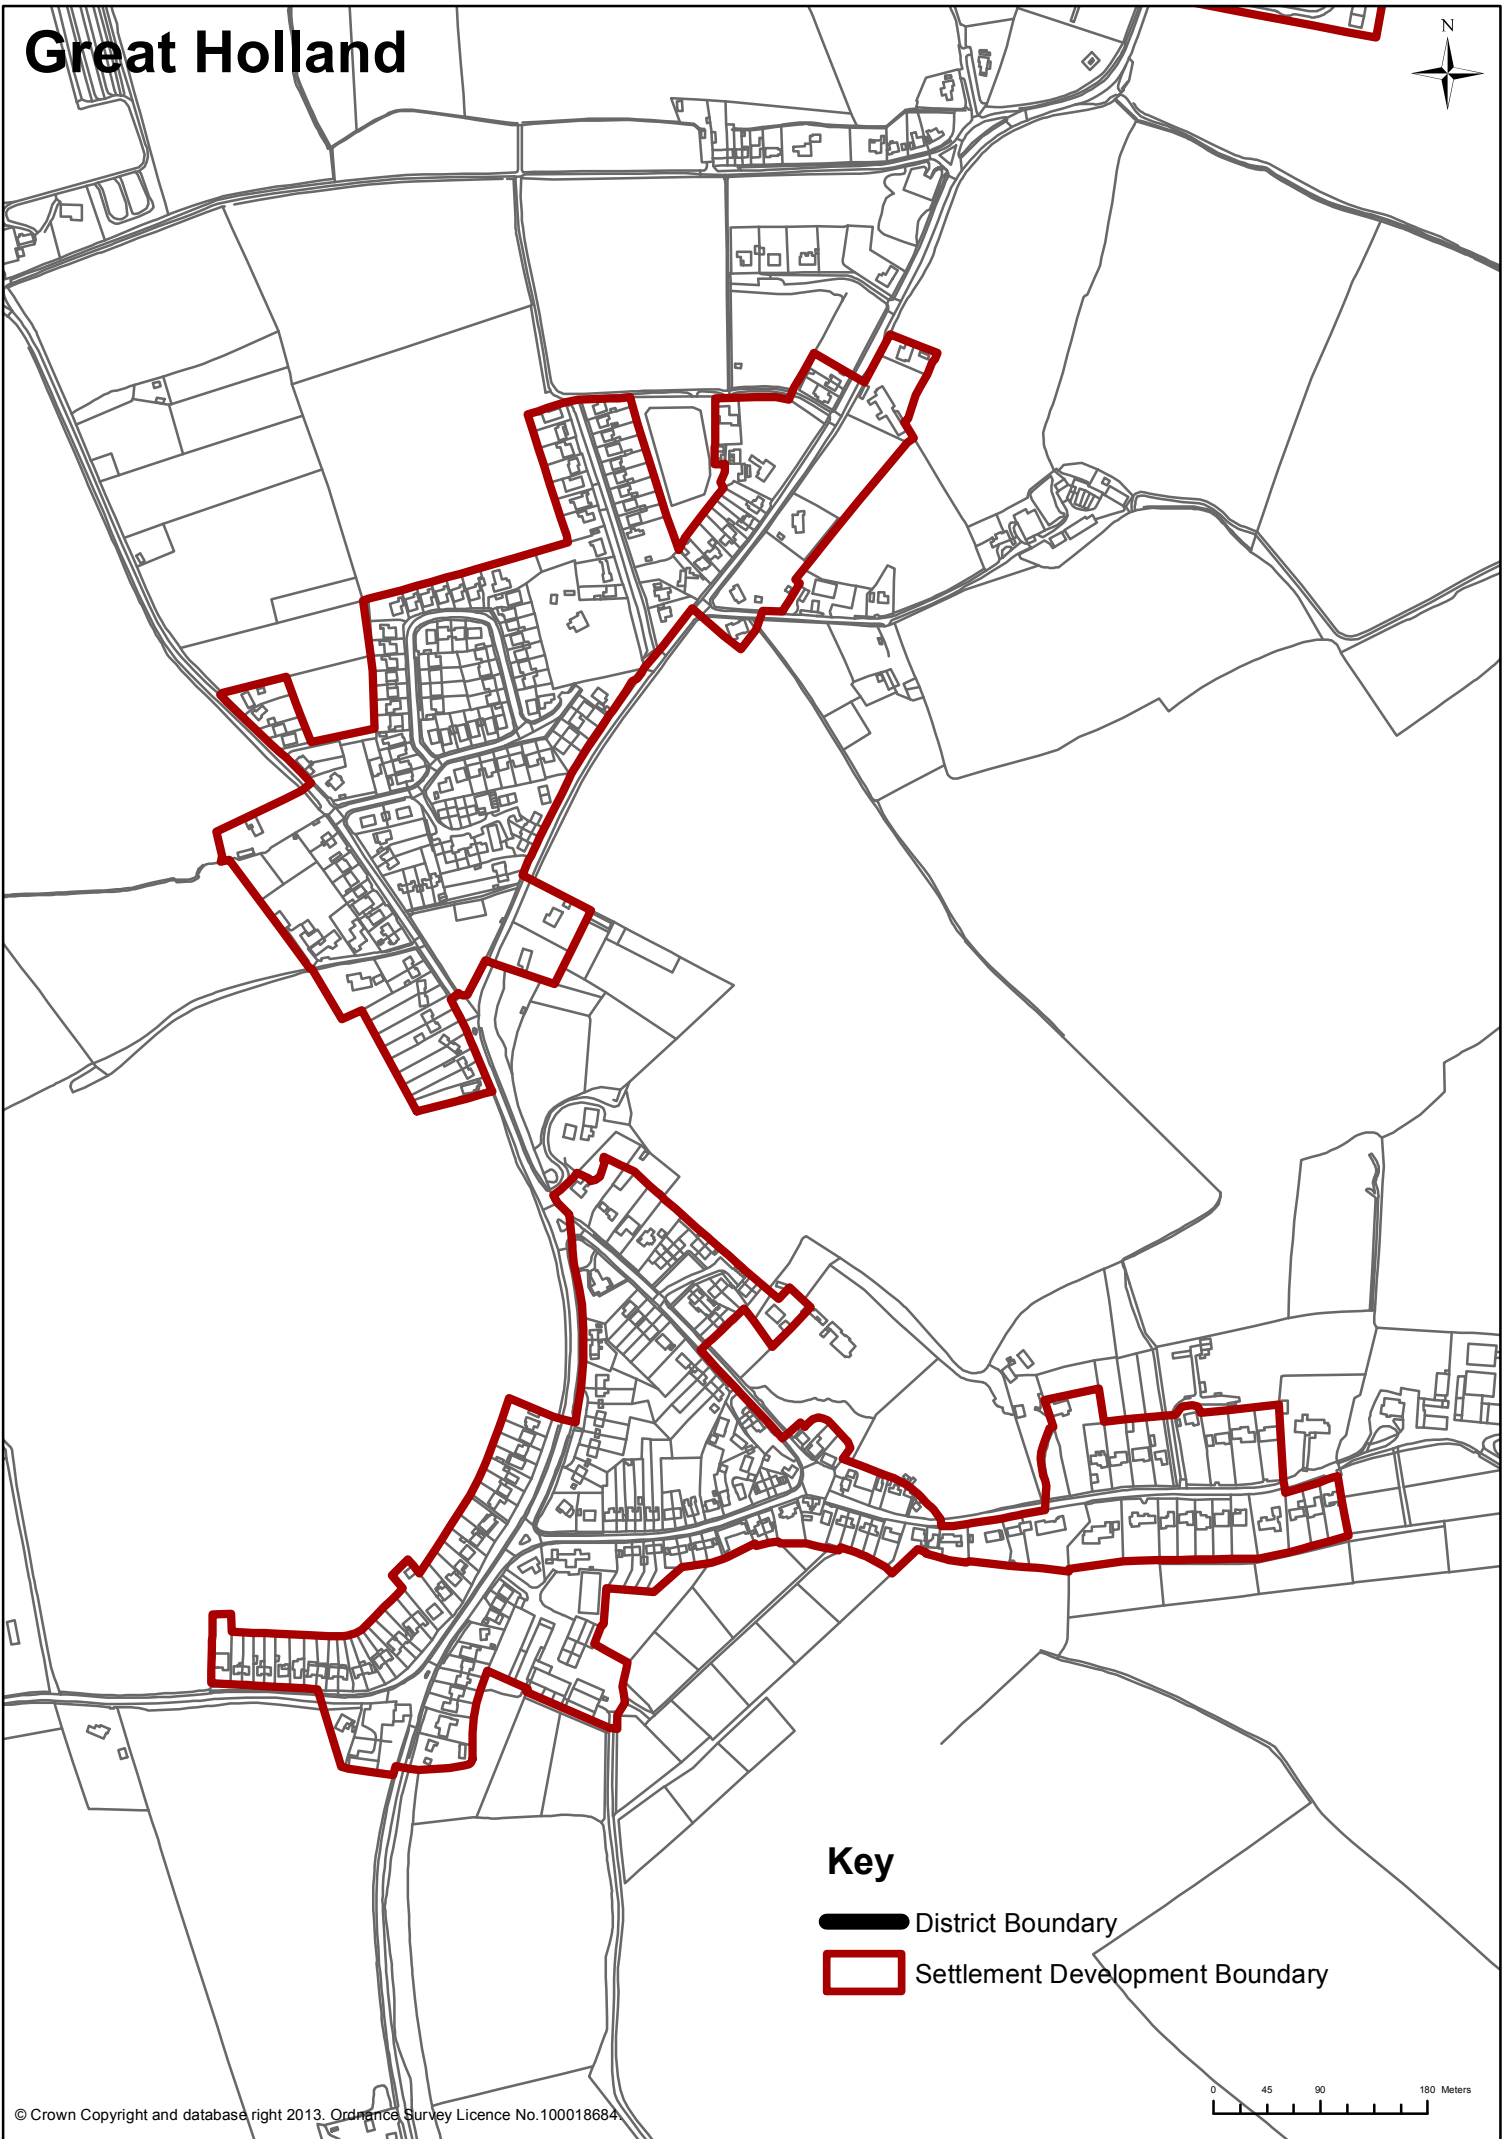 Great Holland
N
Key
District Boundary
Settlement Development Boundary
0 45 90 180 Meters
© Crown Copyright and database right 2013. Ordnance Survey Licence No.100018684.